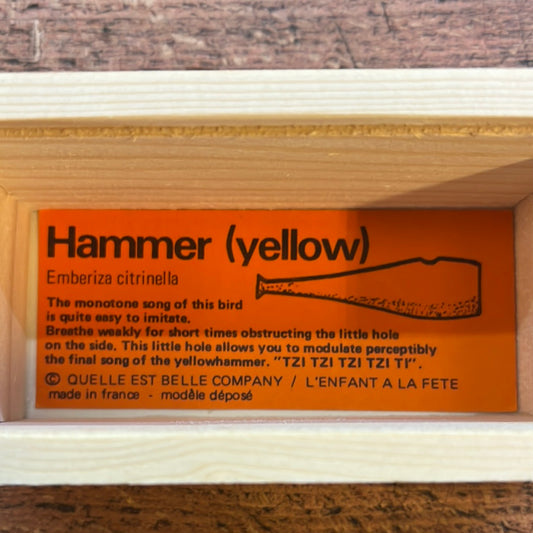 Hammer (yellow)
Emberiza citrinella
The monotone song of this bird
is quite easy to imitate.
Breathe weakly for short times obstructing the little hole
on the side. This little hole allows you to modulate perceptibly
the final song of the yellowhammer. "TZI TZI TZI TZI TI".
© QUELLE EST BELLE COMPANY / L'ENFANT A LA FETE
made in france - modèle déposé